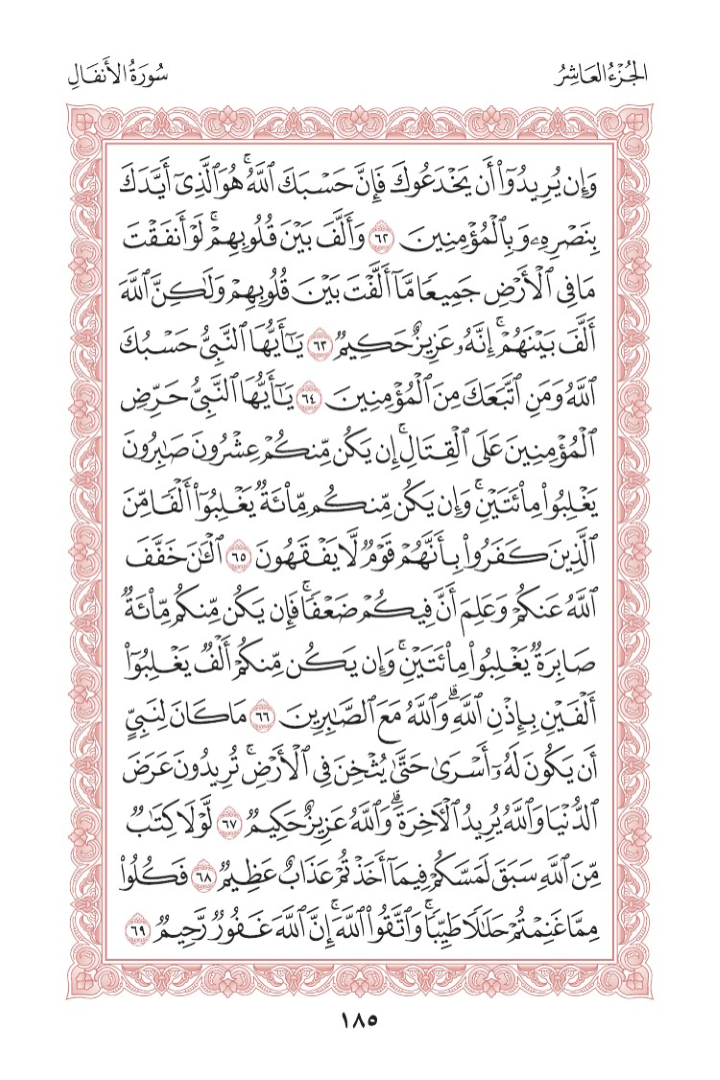 الجُزْءُ العَاشِرُ
سُورَةُ الأَنفَالِ
وَإِن يُرِيدُوٓاْ أَن يَخۡدَعُوكَ فَإِنَّ حَسۡبَكَ ٱللَّهُۚ هُوَ ٱلَّذِيٓ أَيَّدَكَ
بِنَصۡرِهِۦ وَبِٱلۡمُؤۡمِنِينَ ٦٢ وَأَلَّفَ بَيۡنَ قُلُوبِهِمۡۚ لَوۡ أَنفَقۡتَ
مَا فِي ٱلۡأَرۡضِ جَمِيعٗا مَّآ أَلَّفۡتَ بَيۡنَ قُلُوبِهِمۡ وَلَٰكِنَّ ٱللَّهَ
أَلَّفَ بَيۡنَهُمۡۚ إِنَّهُۥ عَزِيزٌ حَكِيمٞ ٦٣ يَٰٓأَيُّهَا ٱلنَّبِيُّ حَسۡبُكَ
ٱللَّهُ وَمَنِ ٱتَّبَعَكَ مِنَ ٱلۡمُؤۡمِنِينَ ٦٤ يَٰٓأَيُّهَا ٱلنَّبِيُّ حَرِّضِ
ٱلۡمُؤۡمِنِينَ عَلَى ٱلۡقِتَالِۚ إِن يَكُن مِّنكُمۡ عِشۡرُونَ صَٰبِرُونَ
يَغۡلِبُواْ مِاْئَتَيۡنِۚ وَإِن يَكُن مِّنكُم مِّاْئَةٞ يَغۡلِبُوٓاْ أَلۡفٗا مِّنَ
ٱلَّذِينَ كَفَرُواْ بِأَنَّهُمۡ قَوۡمٞ لَّا يَفۡقَهُونَ ٦٥ ٱلۡـَٰٔنَ خَفَّفَ
ٱللَّهُ عَنكُمۡ وَعَلِمَ أَنَّ فِيكُمۡ ضَعۡفٗاۚ فَإِن يَكُن مِّنكُم مِّاْئَةٞ
صَابِرَةٞ يَغۡلِبُواْ مِاْئَتَيۡنِۚ وَإِن يَكُن مِّنكُمۡ أَلۡفٞ يَغۡلِبُوٓاْ
أَلۡفَيۡنِ بِإِذۡنِ ٱللَّهِۗ وَٱللَّهُ مَعَ ٱلصَّٰبِرِينَ ٦٦ مَا كَانَ لِنَبِيٍّ
أَن يَكُونَ لَهُۥٓ أَسۡرَىٰ حَتَّىٰ يُثۡخِنَ فِي ٱلۡأَرۡضِۚ تُرِيدُونَ عَرَضَ
ٱلدُّنۡيَا وَٱللَّهُ يُرِيدُ ٱلۡأٓخِرَةَۗ وَٱللَّهُ عَزِيزٌ حَكِيمٞ ٦٧ لَّوۡلَا كِتَٰبٞ
مِّنَ ٱللَّهِ سَبَقَ لَمَسَّكُمۡ فِيمَآ أَخَذۡتُمۡ عَذَابٌ عَظِيمٞ ٦٨ فَكُلُواْ
مِمَّا غَنِمۡتُمۡ حَلَٰلٗا طَيِّبٗاۚ وَٱتَّقُواْ ٱللَّهَۚ إِنَّ ٱللَّهَ غَفُورٞ رَّحِيمٞ ٦٩
١٨٥